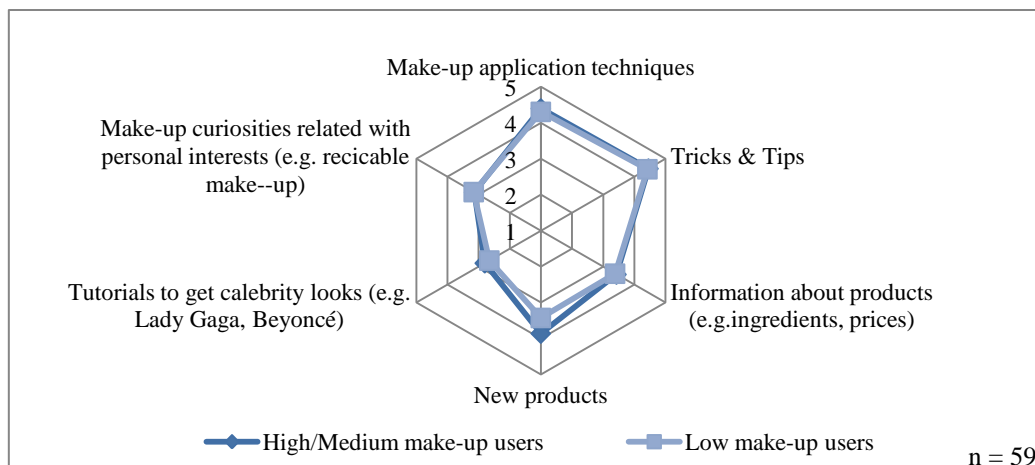 Make-up application techniques
5
4
3
2
1
Make-up curiosities related with
personal interests (e.g. recicable
make--up)
Tricks & Tips
Tutorials to get calebrity looks (e.g.
Lady Gaga, Beyoncé)
Information about products
(e.g.ingredients, prices)
New products
High/Medium make-up users
Low make-up users
n = 59